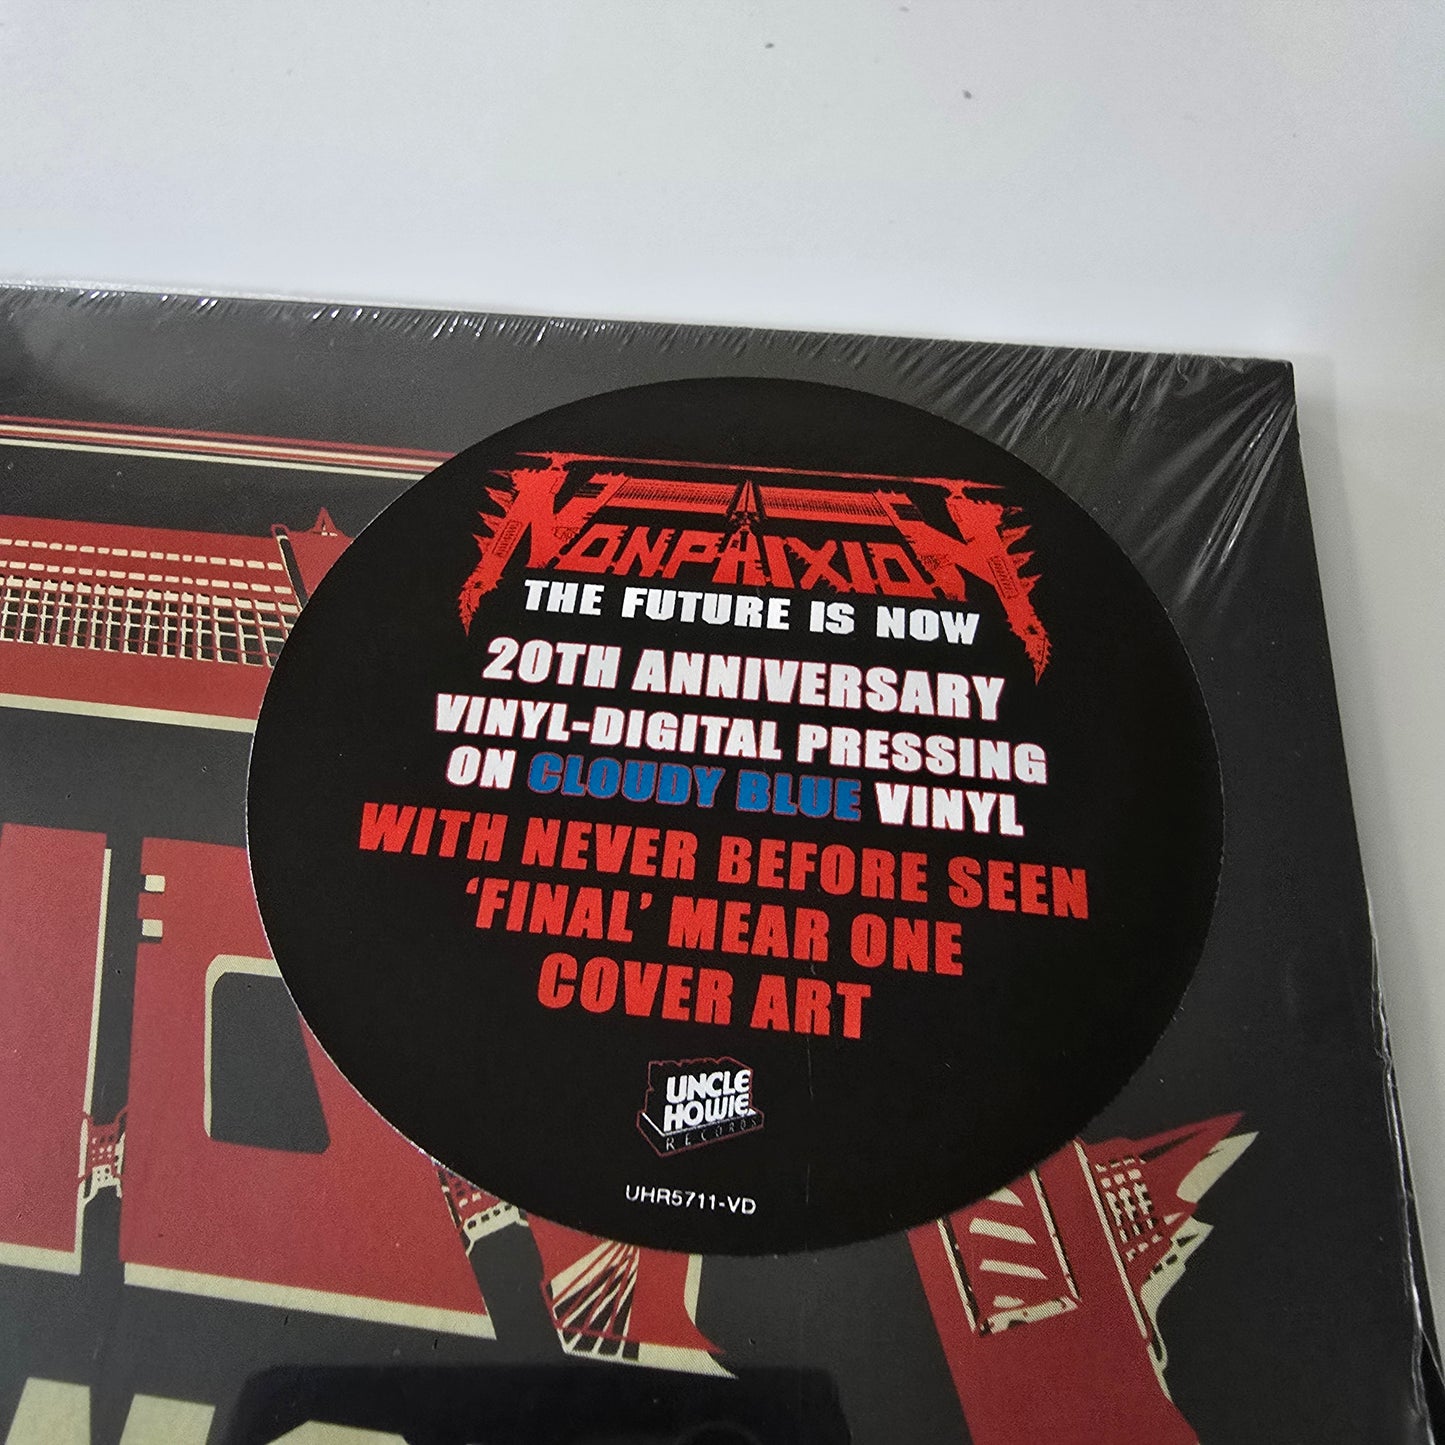 NONPHIXION
THE FUTURE IS NOW
20TH ANNIVERSARY
VINYL-DIGITAL PRESSING
ON CLOUDY BLUE VINYL
WITH NEVER BEFORE SEEN
'FINAL' MEAR ONE
COVER ART
UNCLE
HOWIE
RECORDS
UHR5711-VD